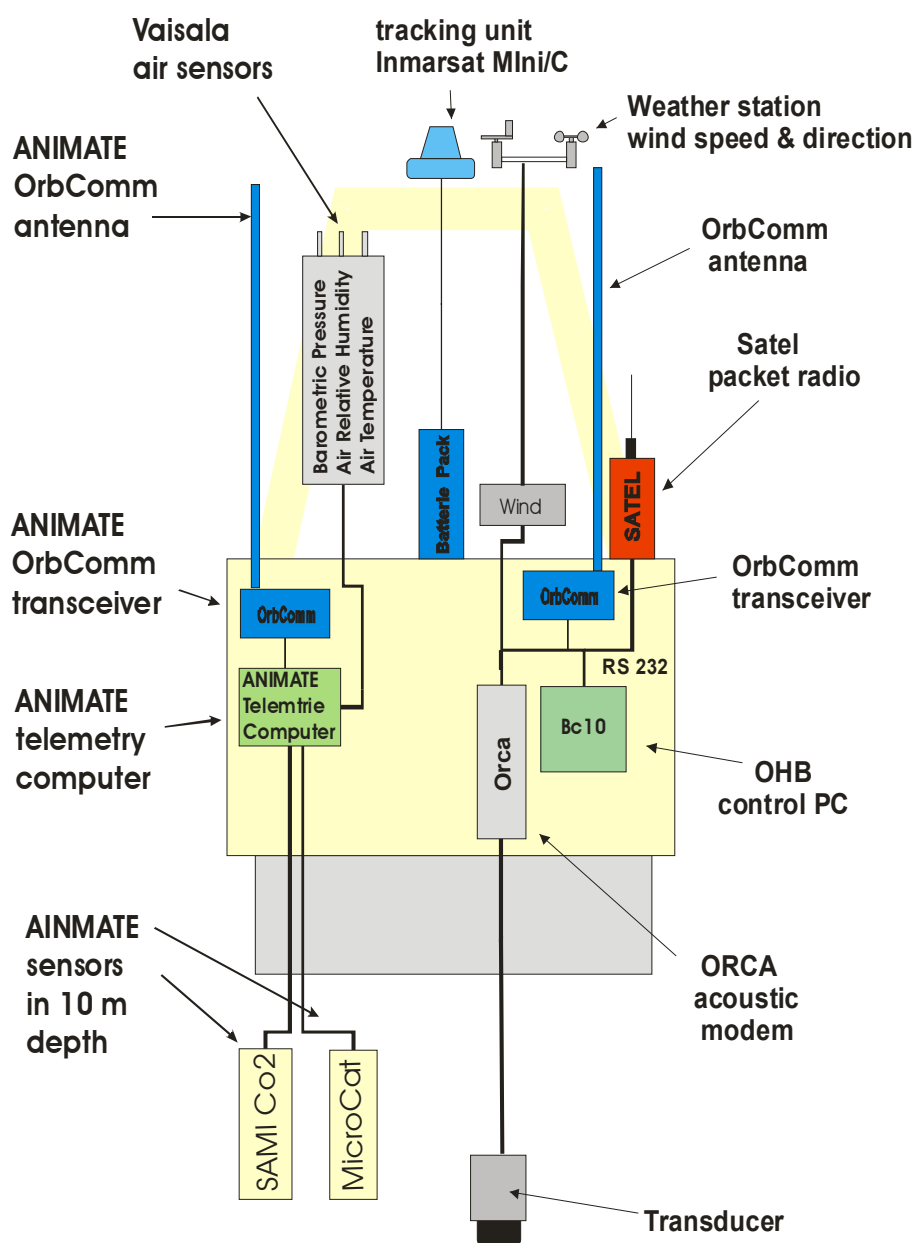 Vaisala
air sensors
tracking unit
Inmarsat MIni/C
Weather station
wind speed & direction
ANIMATE
OrbComm
antenna
OrbComm
antenna
Barometric Pressure
Air Relative Humidity
Air Temperature
Satel
packet radio
Batterie Pack
Wind
SATEL
ANIMATE
OrbComm
transceiver
OrbComm
OrbComm
OrbComm
transceiver
RS 232
ANIMATE
telemetry
computer
ANIMATE
Telemtrie
Computer
Orca
Bc10
OHB
control PC
AINMATE
sensors
in 10 m
depth
ORCA
acoustic
modem
SAMI Co2
MicroCat
Transducer